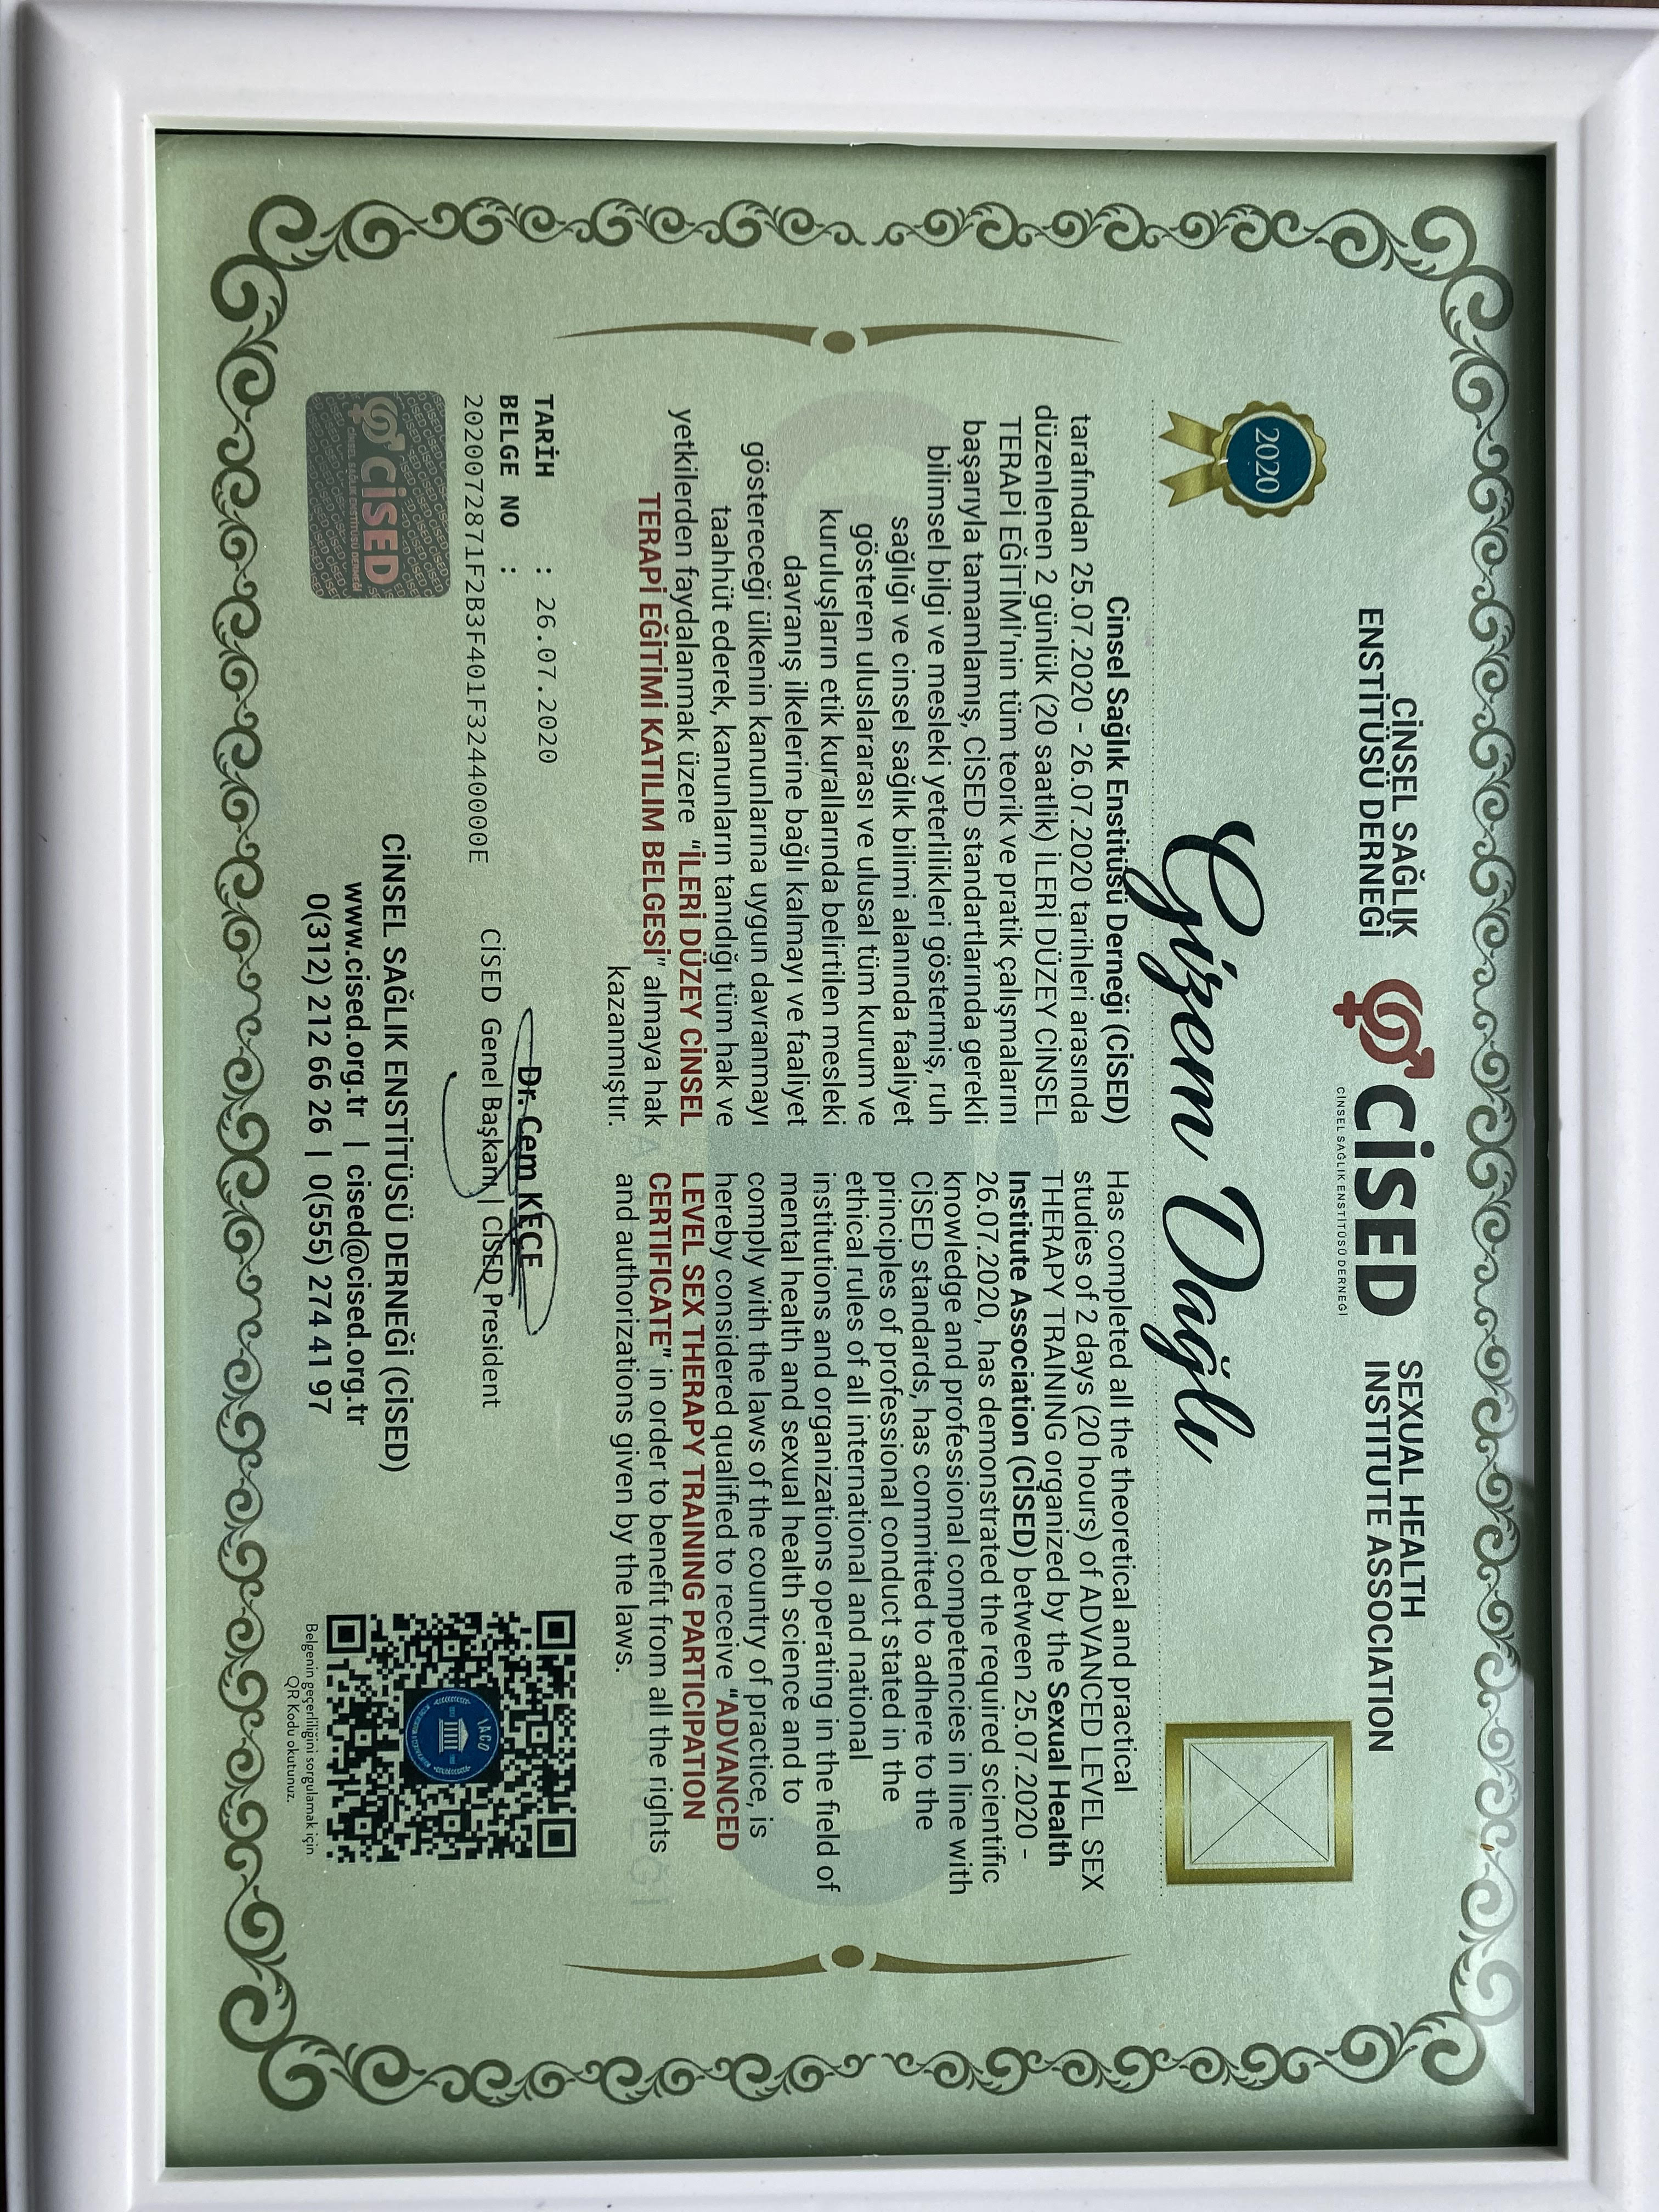 CİNSEL SAĞLIK
ENSTİTÜSÜ DERNEĞİ
CİSED
CİNSEL SAĞLIK ENSTİTÜSÜ DERNEĞİ
SEXUAL HEALTH
INSTITUTE ASSOCIATION
2020
Gizem Dağlı
Cinsel Sağlık Enstitüsü Derneği (CİSED)
tarafından 25.07.2020 - 26.07.2020 tarihleri arasında
düzenlenen 2 günlük (20 saatlik) İLERİ DÜZEY CİNSEL
TERAPİ EĞİTİMİ'nin tüm teorik ve pratik çalışmalarını
başarıyla tamamlamış, CİSED standartlarında gerekli
bilimsel bilgi ve mesleki yeterlilikleri göstermiş, ruh
sağlığı ve cinsel sağlık bilimi alanında faaliyet
gösteren uluslararası ve ulusal tüm kurum ve
kuruluşların etik kurallarında belirtilen mesleki
davranış ilkelerine bağlı kalmayı ve faaliyet
göstereceği ülkenin kanunlarına uygun davranmayı
taahhüt ederek, kanunların tanıdığı tüm hak ve
yetkilerden faydalanmak üzere "İLERİ DÜZEY CİNSEL
TERAPİ EĞİTİMİ KATILIM BELGESİ" almaya hak
kazanmıştır.
Has completed all the theoretical and practical
studies of 2 days (20 hours) of ADVANCED LEVEL SEX
THERAPY TRAINING organized by the Sexual Health
Institute Association (CİSED) between 25.07.2020 -
26.07.2020, has demonstrated the required scientific
knowledge and professional competencies in line with
CİSED standards, has committed to adhere to the
principles of professional conduct stated in the
ethical rules of all international and national
institutions and organizations operating in the field of
mental health and sexual health science and to
comply with the laws of the country of practice, is
hereby considered qualified to receive "ADVANCED
LEVEL SEX THERAPY TRAINING PARTICIPATION
CERTIFICATE" in order to benefit from all the rights
and authorizations given by the laws.
TARİH : 26.07.2020
BELGE NO :
2020072871F2B3F401F32440000E
Dr. Cem KEÇE
CİSED Genel Başkanı | CİSED President
CİSED
CİNSEL SAĞLIK ENSTİTÜSÜ DERNEĞİ
CİNSEL SAĞLIK ENSTİTÜSÜ DERNEĞİ (CİSED)
www.cised.org.tr | cised@cised.org.tr
0(312) 212 66 26 | 0(555) 274 41 97
IACO
Belgenin geçerliliğini sorgulamak için
QR Kodu okutunuz.